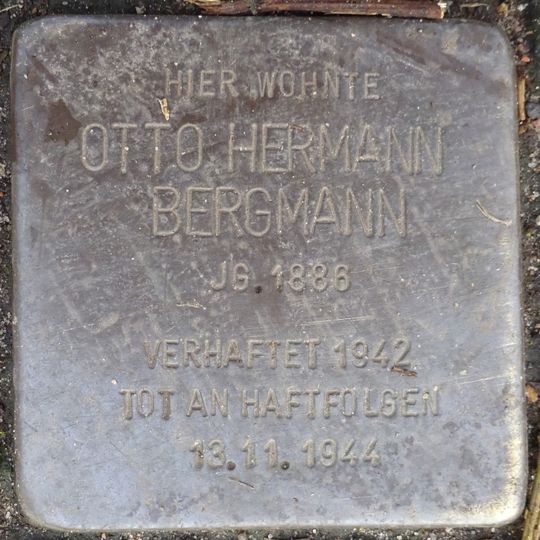 HIER WOHNTE
OTTO HERMANN
BERGMANN
JG. 1886
VERHAFTET 1942
TOT AN HAFTFOLGEN
13.11.1944